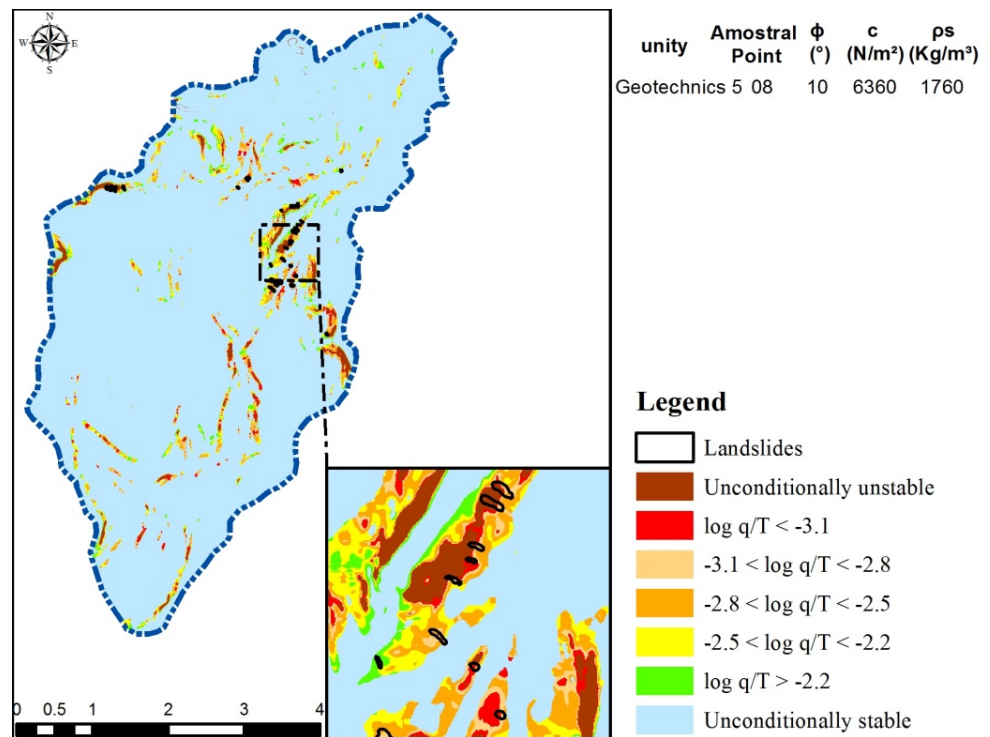 N
W E
S
unity Amostral Point ϕ (°) c (N/m²) ρs (Kg/m³)
Geotechnics 5 08 10 6360 1760
Legend
Landslides
Unconditionally unstable
log q/T < -3.1
-3.1 < log q/T < -2.8
-2.8 < log q/T < -2.5
-2.5 < log q/T < -2.2
log q/T > -2.2
Unconditionally stable
0 0.5 1 2 3 4